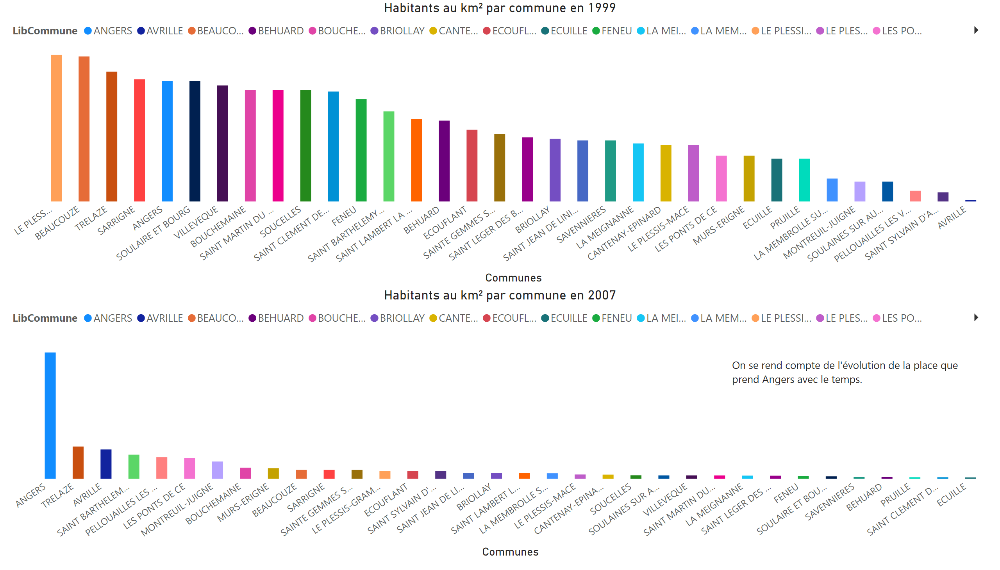 Habitants au km² par commune en 1999
LibCommune ANGERS AVRILLE BEAUCO... BEHUARD BOUCHE... BRIOLLAY CANTE... ECOUFL... ECUILLE FENEU LA MEI... LA MEM... LE PLESSI... LE PLES... LES PO...
LE PLESS...
BEAUCOUZE
TRELAZE
SARRIGNE
ANGERS
SOULAIRE ET BOURG
VILLEVEQUE
BOUCHEMAINE
SAINT MARTIN DU ...
SOUCELLES
SAINT CLEMENT DE...
FENEU
SAINT BARTHELEMY...
SAINT LAMBERT LA ...
BEHUARD
ECOUFLANT
SAINTE GEMMES S...
SAINT LEGER DES B...
BRIOLLAY
SAINT JEAN DE LINI...
SAVENNIERES
LA MEIGNANNE
CANTENAY-EPINARD
LE PLESSIS-MACE
LES PONTS DE CE
MURS-ERIGNE
ECUILLE
PRUILLE
LA MEMBROLLE SU...
MONTREUIL-JUIGNE
SOULAINES SUR AU...
PELLOUAILLES LES V...
SAINT SYLVAIN D'A...
AVRILLE
Communes
Habitants au km² par commune en 2007
LibCommune ANGERS AVRILLE BEAUCO... BEHUARD BOUCHE... BRIOLLAY CANTE... ECOUFL... ECUILLE FENEU LA MEI... LA MEM... LE PLESSI... LE PLES... LES PO...
On se rend compte de l'évolution de la place que
prend Angers avec le temps.
ANGERS
TRELAZE
AVRILLE
SAINT BARTHELEM...
PELLOUAILLES LES ...
LES PONTS DE CE
MONTREUIL-JUIGNE
BOUCHEMAINE
MURS-ERIGNE
BEAUCOUZE
SARRIGNE
SAINTE GEMMES S...
LE PLESSIS-GRAM...
ECOUFLANT
SAINT SYLVAIN D' ...
SAINT JEAN DE LI...
BRIOLLAY
SAINT LAMBERT L...
LA MEMBROLLE S...
LE PLESSIS-MACE
CANTENAY-EPINA...
SOUCELLES
SOULAINES SUR A...
VILLEVEQUE
SAINT MARTIN DU...
LA MEIGNANNE
SAINT LEGER DES ...
FENEU
SOULAIRE ET BOU...
SAVENNIERES
BEHUARD
PRUILLE
SAINT CLEMENT D...
ECUILLE
Communes